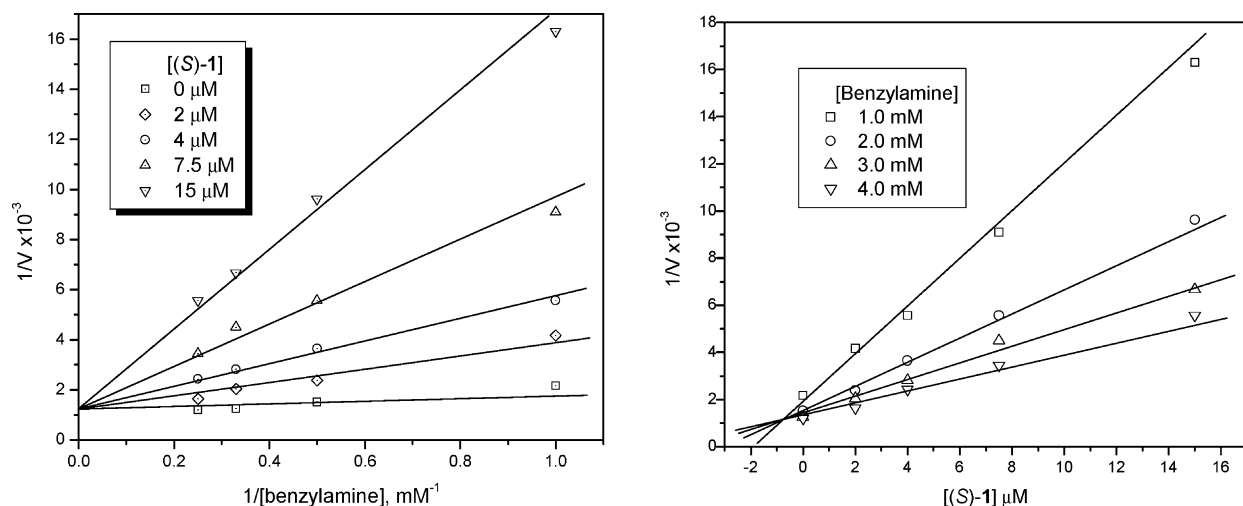 [(S)-1]
0 μM
2 μM
4 μM
7.5 μM
15 μM
1/V x10⁻³
16
14
12
10
8
6
4
2
0
0.0 0.2 0.4 0.6 0.8 1.0
1/[benzylamine], mM⁻¹
[Benzylamine]
1.0 mM
2.0 mM
3.0 mM
4.0 mM
1/V x10⁻³
18
16
14
12
10
8
6
4
2
0
-2 0 2 4 6 8 10 12 14 16
[(S)-1] μM